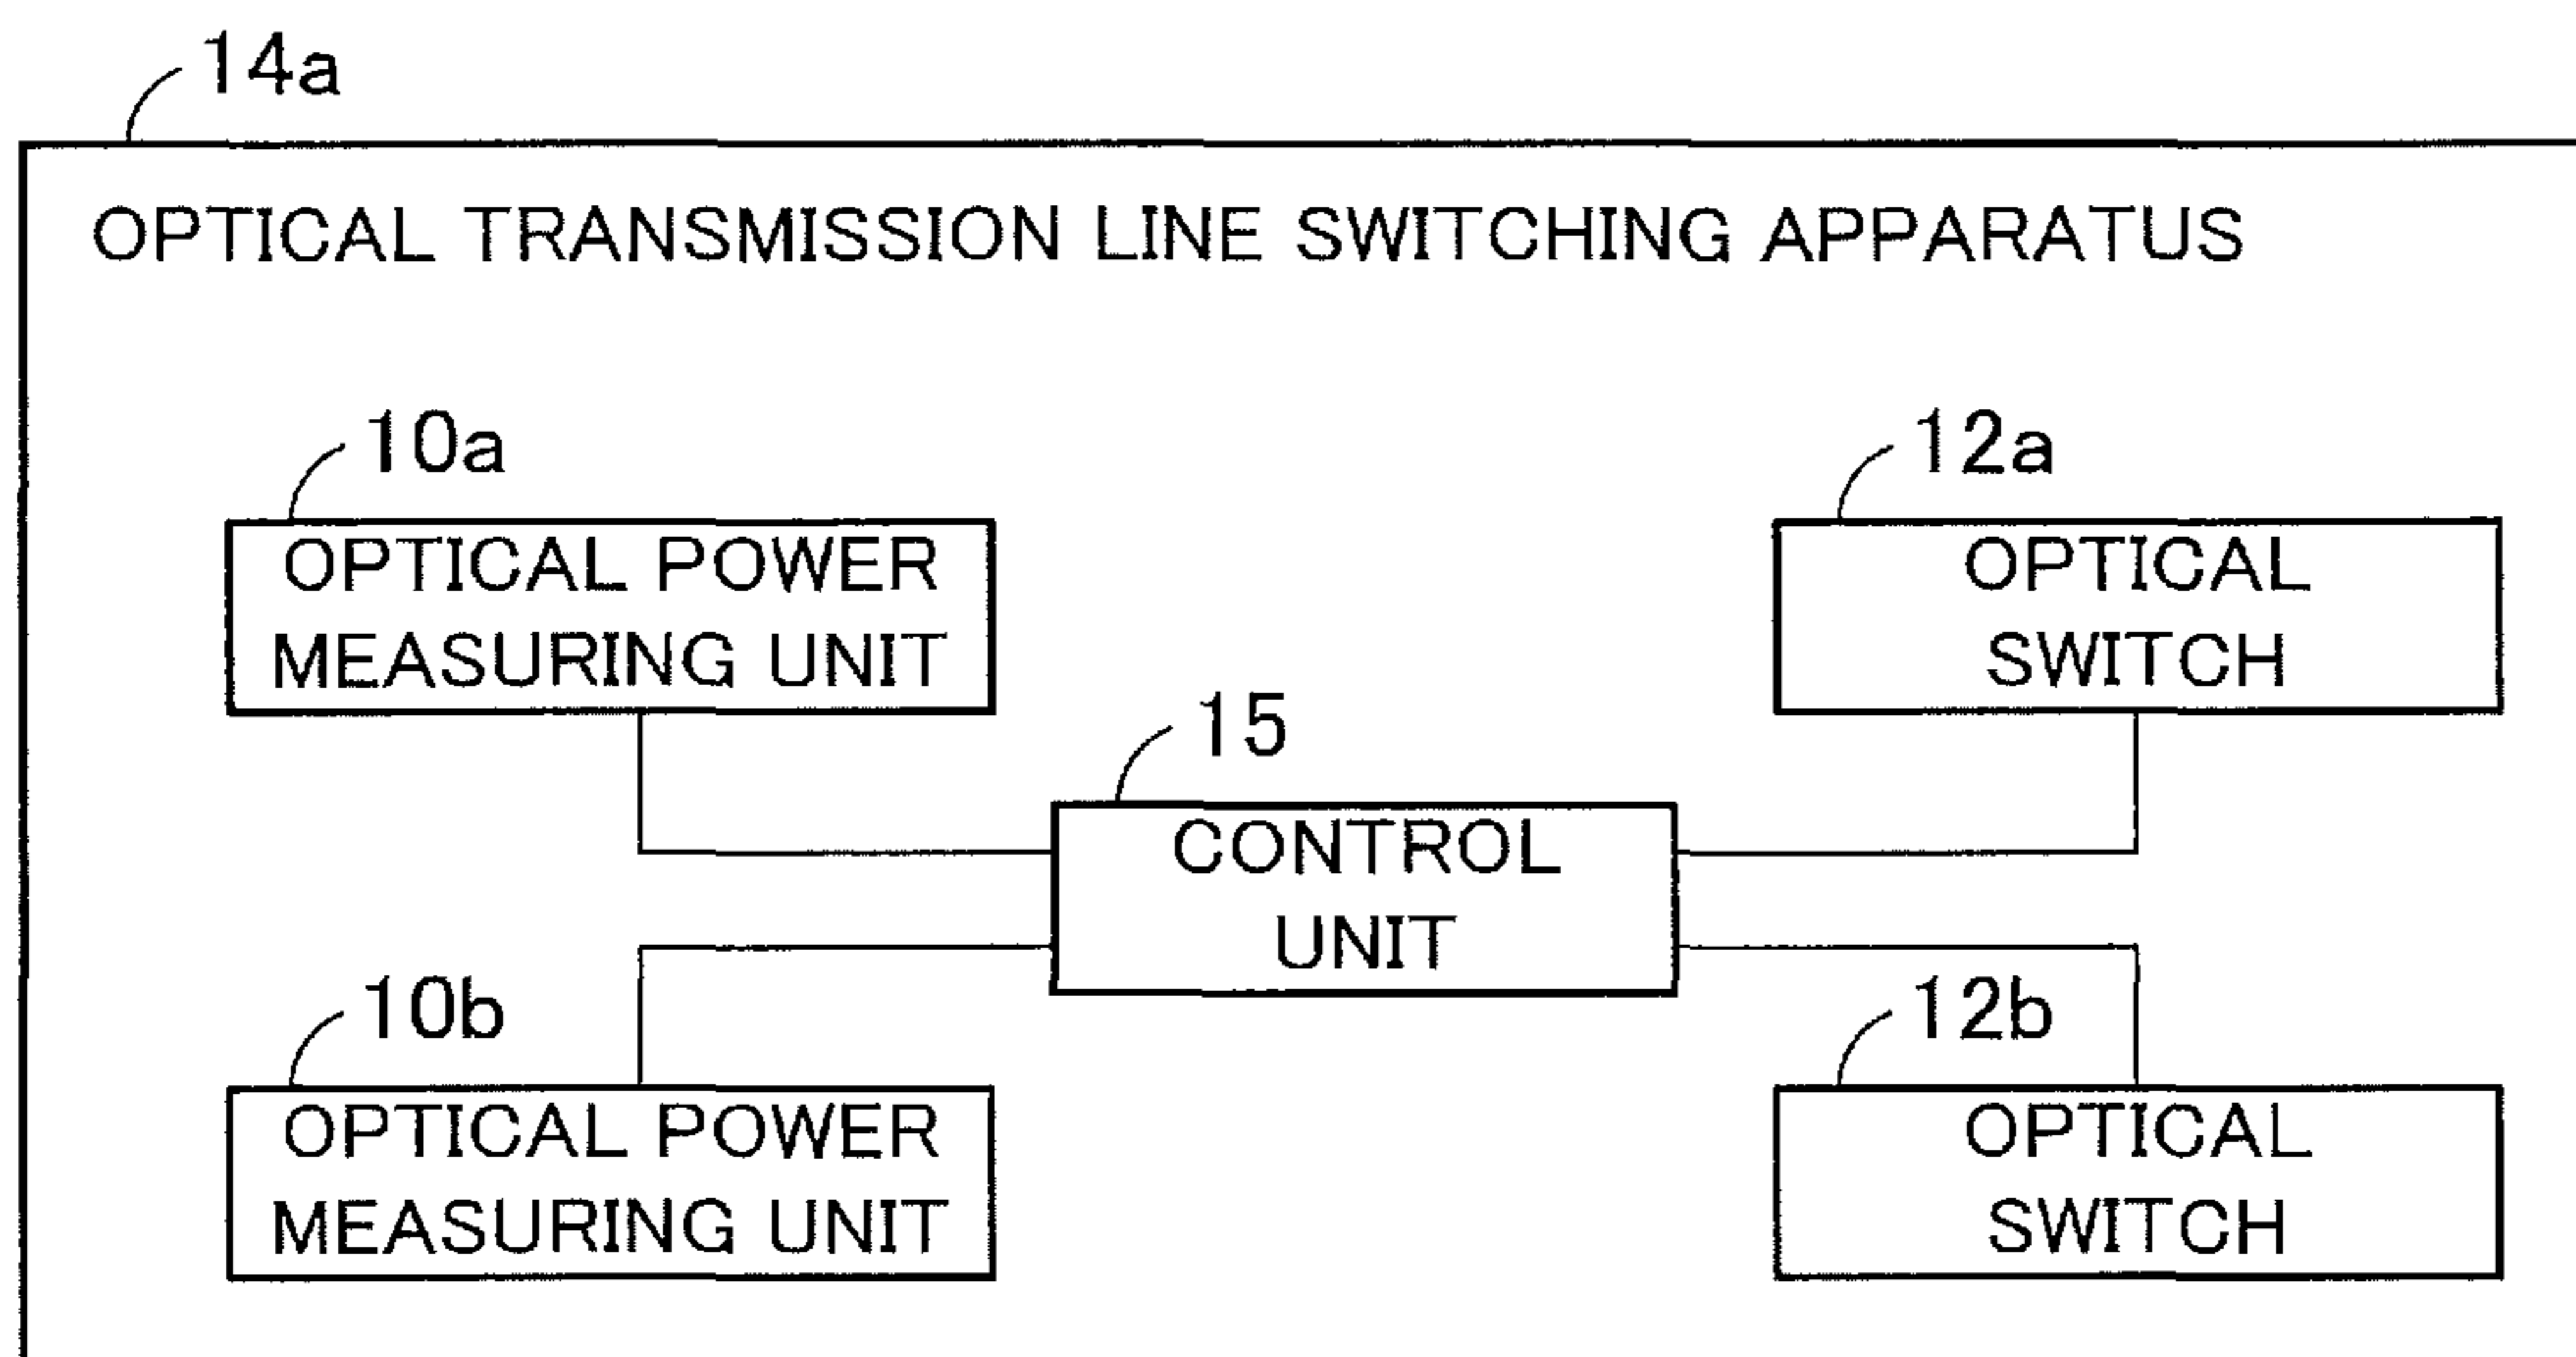 14a
OPTICAL TRANSMISSION LINE SWITCHING APPARATUS
10a
OPTICAL POWER
MEASURING UNIT
12a
OPTICAL
SWITCH
15
CONTROL
UNIT
10b
OPTICAL POWER
MEASURING UNIT
12b
OPTICAL
SWITCH